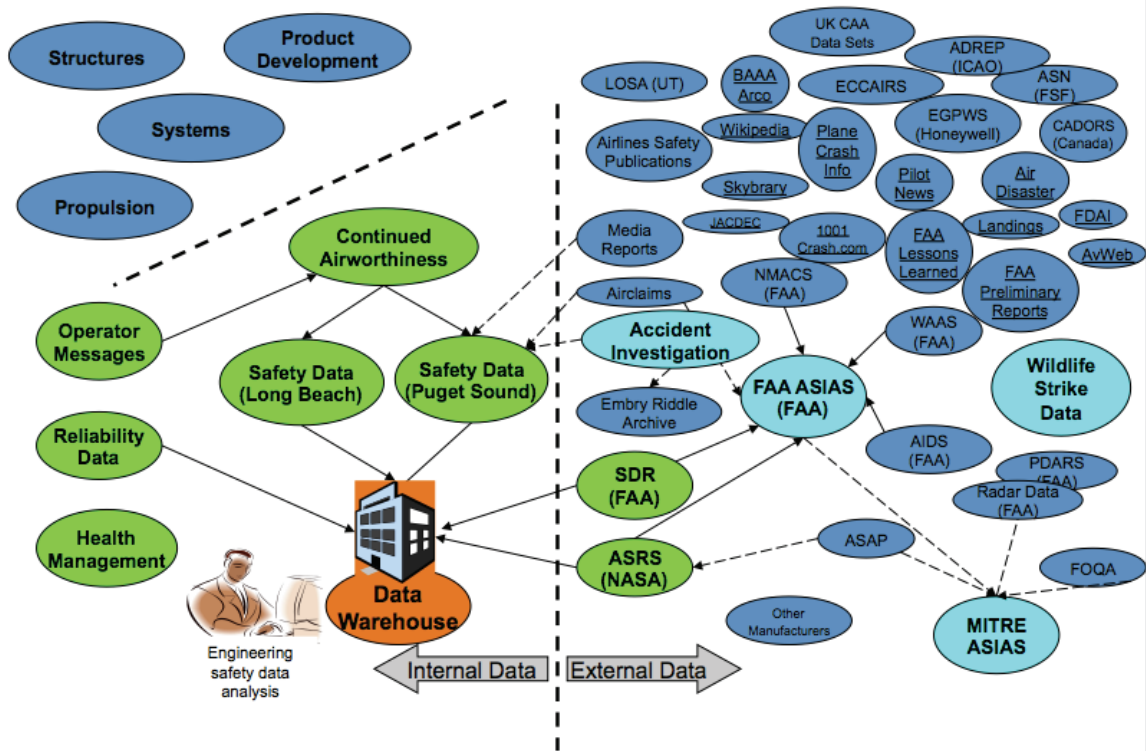 Structures
Product
Development
Systems
Propulsion
Continued
Airworthiness
Operator
Messages
Safety Data
(Long Beach)
Safety Data
(Puget Sound)
Reliability
Data
Health
Management
Data
Warehouse
Engineering
safety data
analysis
Internal Data
External Data
UK CAA
Data Sets
ADREP
(ICAO)
LOSA (UT)
BAAA
Arco
ECCAIRS
ASN
(FSF)
EGPWS
(Honeywell)
CADORS
(Canada)
Airlines Safety
Publications
Wikipedia
Plane
Crash
Info
Pilot
News
Air
Disaster
Skybrary
JACDEC
1001
Crash.com
FAA
Lessons
Learned
Landings
FDAI
AvWeb
Media
Reports
NMACS
(FAA)
FAA
Preliminary
Reports
Airclaims
Accident
Investigation
WAAS
(FAA)
Wildlife
Strike
Data
FAA ASIAS
(FAA)
Embry Riddle
Archive
AIDS
(FAA)
SDR
(FAA)
PDARS
(FAA)
Radar Data
(FAA)
ASRS
(NASA)
ASAP
FOQA
Other
Manufacturers
MITRE
ASIAS